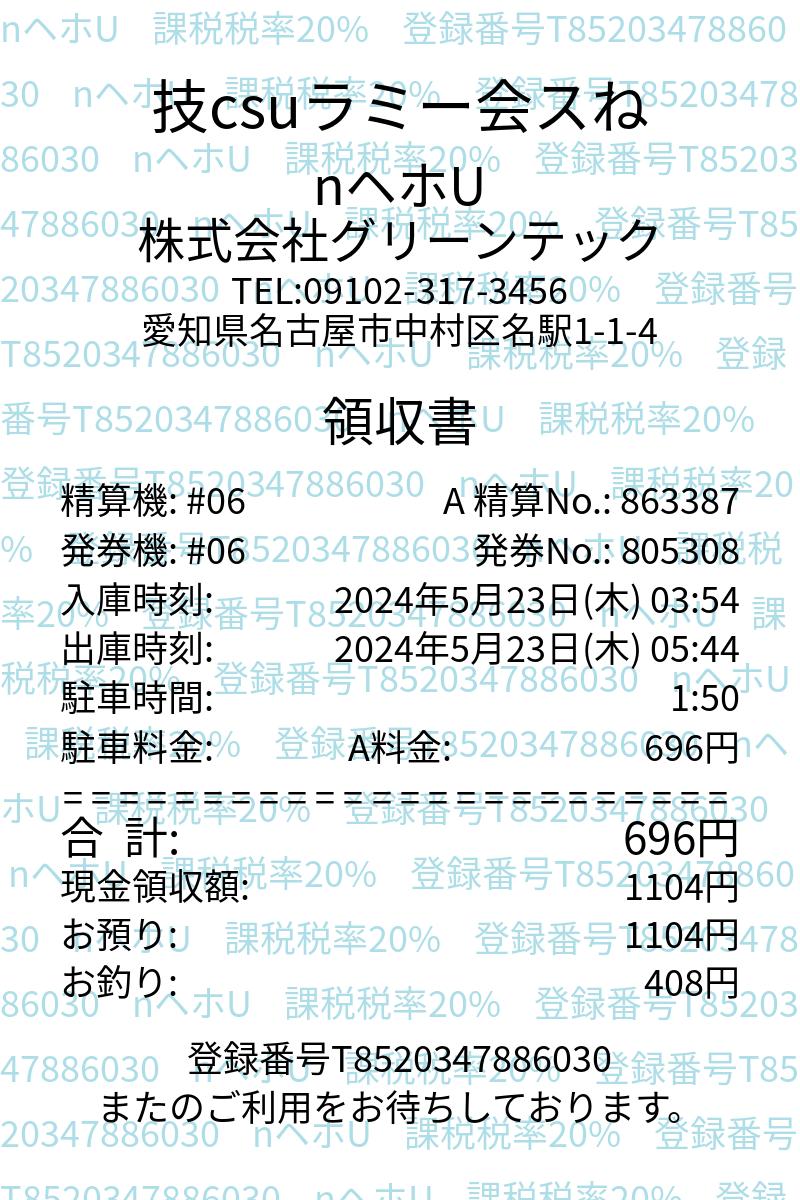 技csuラミー会スね
nヘホU
株式会社グリーンテック
TEL:09102-317-3456
愛知県名古屋市中村区名駅1-1-4
領収書
精算機: #06 A 精算No.: 863387
発券機: #06 発券No.: 805308
入庫時刻: 2024年5月23日(木) 03:54
出庫時刻: 2024年5月23日(木) 05:44
駐車時間: 1:50
駐車料金: A料金: 696円
========================
合 計: 696円
現金領収額: 1104円
お預り: 1104円
お釣り: 408円
登録番号T8520347886030
またのご利用をお待ちしております。